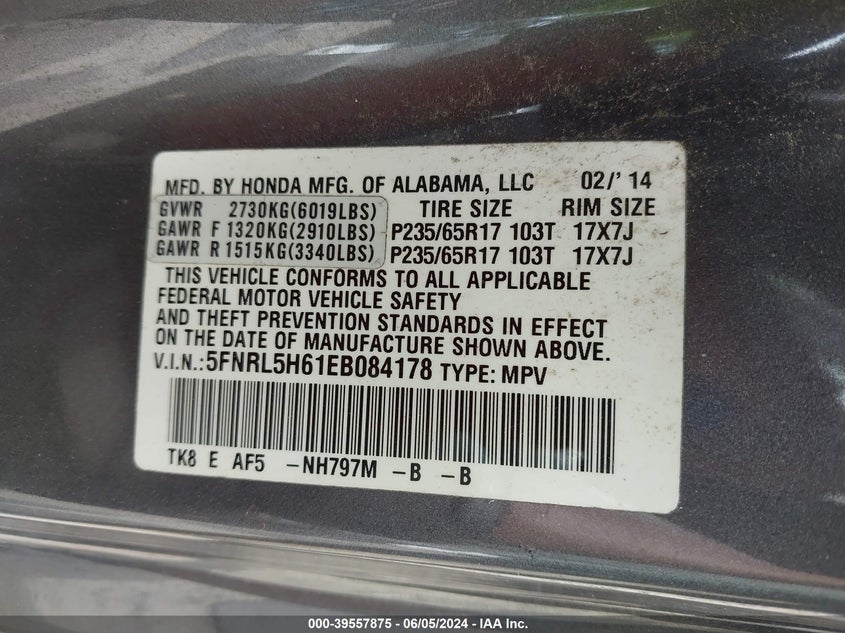 MFD. BY HONDA MFG. OF ALABAMA, LLC 02/'14
GVWR 2730KG(6019LBS) TIRE SIZE RIM SIZE
GAWR F 1320KG(2910LBS) P235/65R17 103T 17X7J
GAWR R 1515KG(3340LBS) P235/65R17 103T 17X7J
THIS VEHICLE CONFORMS TO ALL APPLICABLE
FEDERAL MOTOR VEHICLE SAFETY
AND THEFT PREVENTION STANDARDS IN EFFECT
ON THE DATE OF MANUFACTURE SHOWN ABOVE.
V.I.N.:5FNRL5H61EB084178 TYPE: MPV
TK8 E AF5 -NH797M -B -B
000-39557875 - 06/05/2024 - IAA Inc.